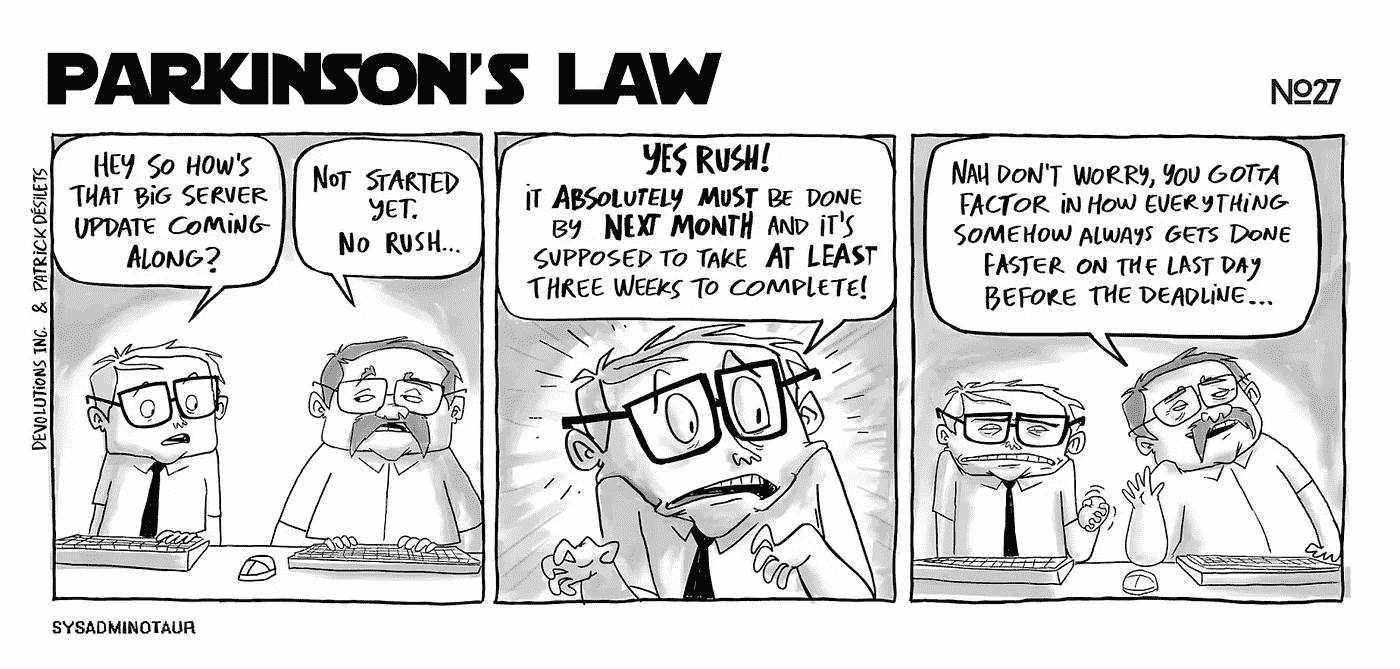 PARKINSON'S LAW
No27
DEVOLUTIONS INC. & PATRICK DESILETS
HEY SO HOW'S
THAT BIG SERVER
UPDATE COMING
ALONG?
NOT STARTED
YET.
NO RUSH...
YES RUSH!
IT ABSOLUTELY MUST BE DONE
BY NEXT MONTH AND IT'S
SUPPOSED TO TAKE AT LEAST
THREE WEEKS TO COMPLETE!
NAH DON'T WORRY, YOU GOTTA
FACTOR IN HOW EVERYTHING
SOMEHOW ALWAYS GETS DONE
FASTER ON THE LAST DAY
BEFORE THE DEADLINE...
SYSADMINOTAUR